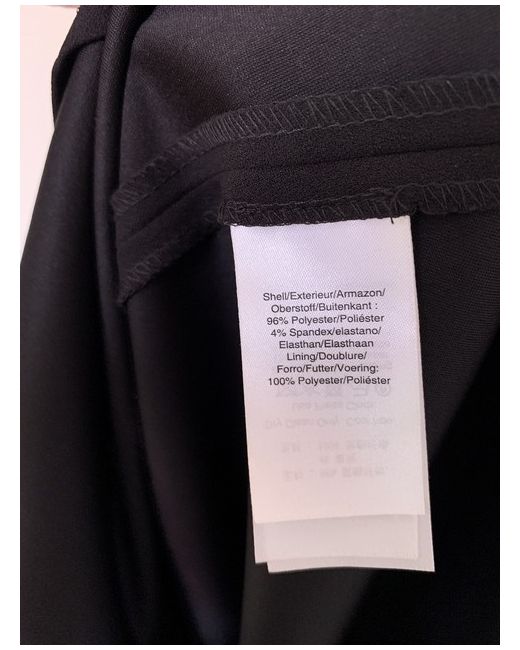 Shell/Exterieur/Armazon/
Oberstoff/Buitenkant :
96% Polyester/Poliéster
4% Spandex/elastano/
Elasthan/Elasthaan
Lining/Doublure/
Forro/Futter/Voering:
100% Polyester/Poliéster